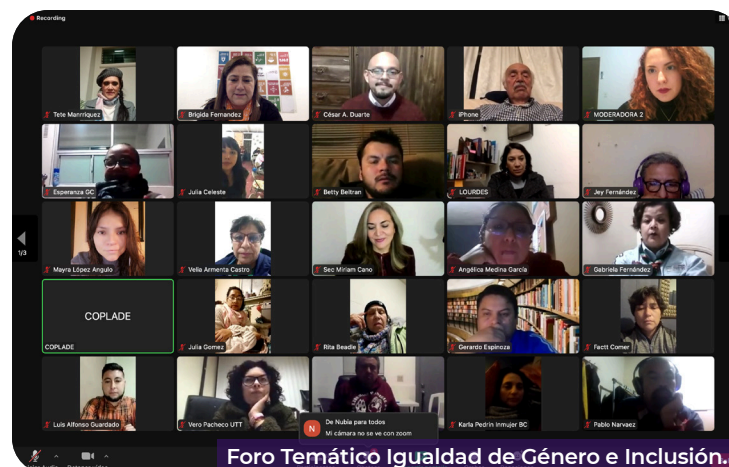 Recording
Tete Manrriquez
Brigida Fernandez
César A. Duarte
iPhone
MODERADORA 2
Esperanza GC
Julia Celeste
Betty Beltran
LOURDES
Jey Fernández
1/3
Mayra López Angulo
Velia Armenta Castro
Sec Miriam Cano
Angélica Medina García
Gabriela Fernández
COPLADE
COPLADE
Julia Gomez
Rita Beadle
Gerardo Espinoza
Factt Comer
Luis Alfonso Guardado
Vero Pacheco UTT
N
De Nubia para todos
Mi cámara no se ve con zoom
Karla Pedrin Inmujer BC
Pablo Narvaez
Foro Temático Igualdad de Género e Inclusión.